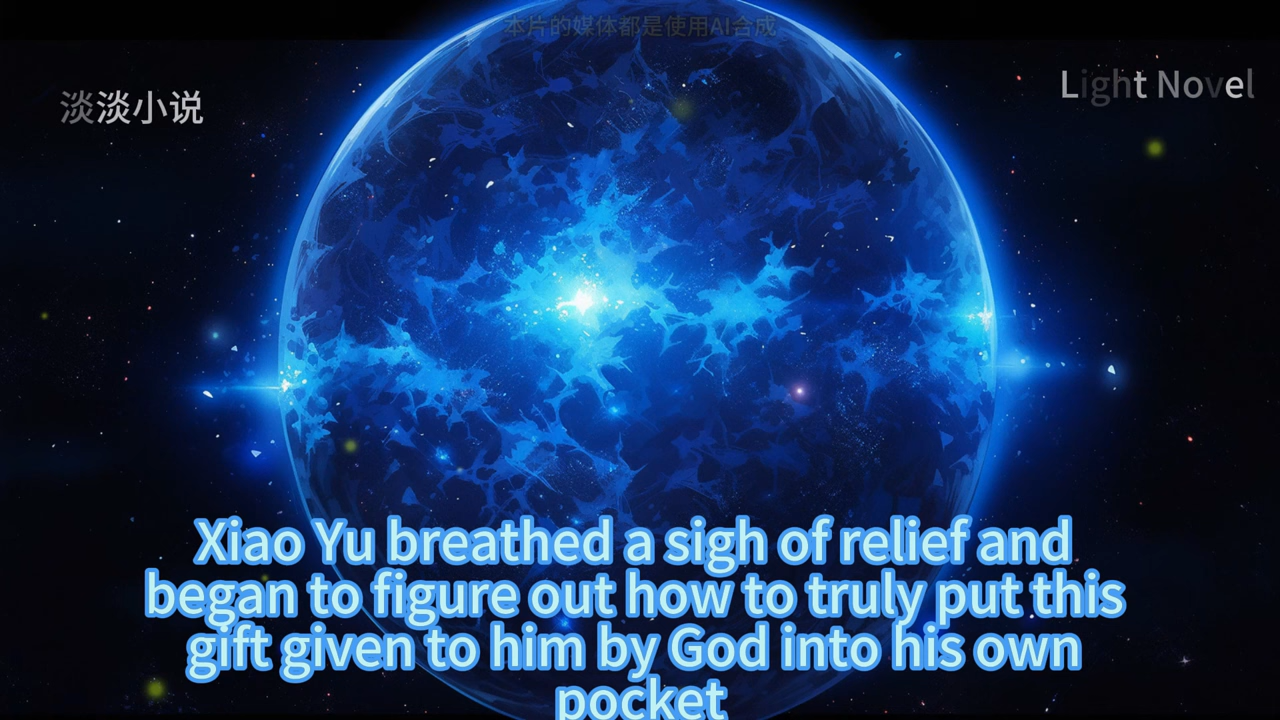 本片的媒体都是使用AI合成
淡淡小说
Light Novel
Xiao Yu breathed a sigh of relief and
began to figure out how to truly put this
gift given to him by God into his own
pocket